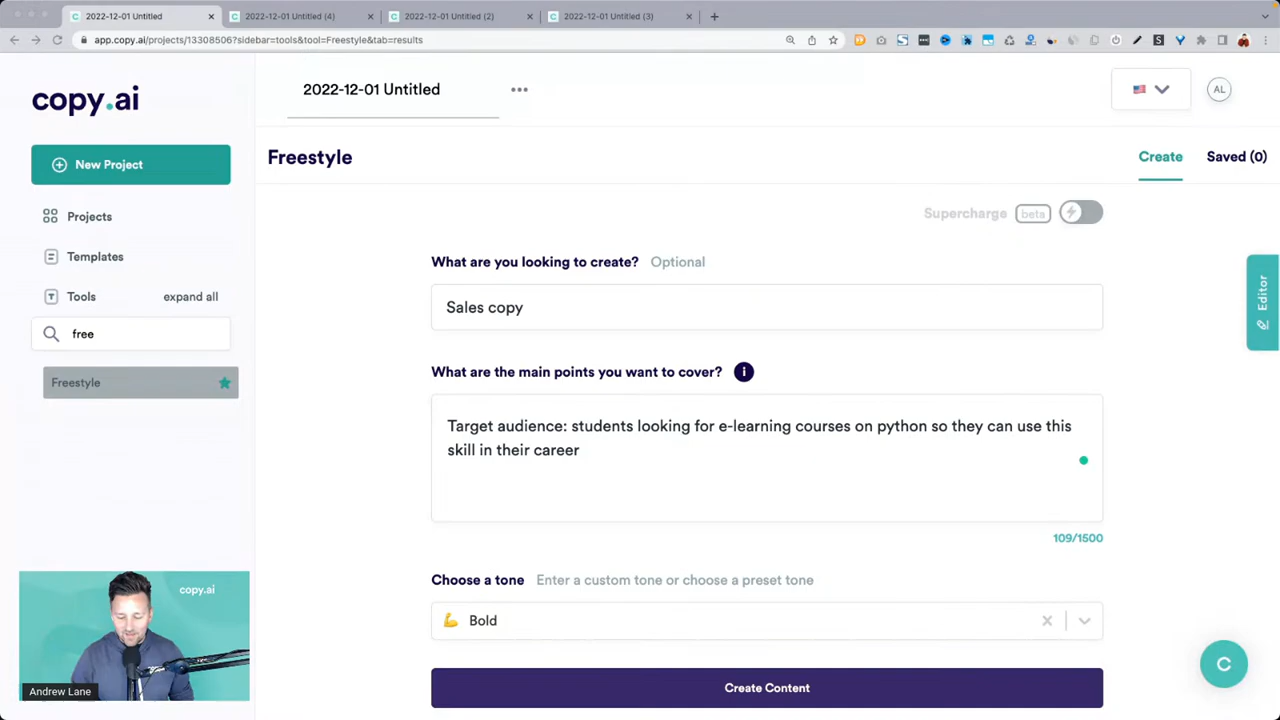 2022-12-01 Untitled
2022-12-01 Untitled (4)
2022-12-01 Untitled (2)
2022-12-01 Untitled (3)
app.copy.ai/projects/13308506?sidebar=tools&tool=Freestyle&tab=results
copy.ai
2022-12-01 Untitled
AL
New Project
Freestyle
Create
Saved (0)
Projects
Supercharge beta
Templates
What are you looking to create? Optional
Tools expand all
Sales copy
Editor
free
What are the main points you want to cover?
Freestyle
Target audience: students looking for e-learning courses on python so they can use this
skill in their career
109/1500
Choose a tone Enter a custom tone or choose a preset tone
copy.ai
Bold
Andrew Lane
Create Content